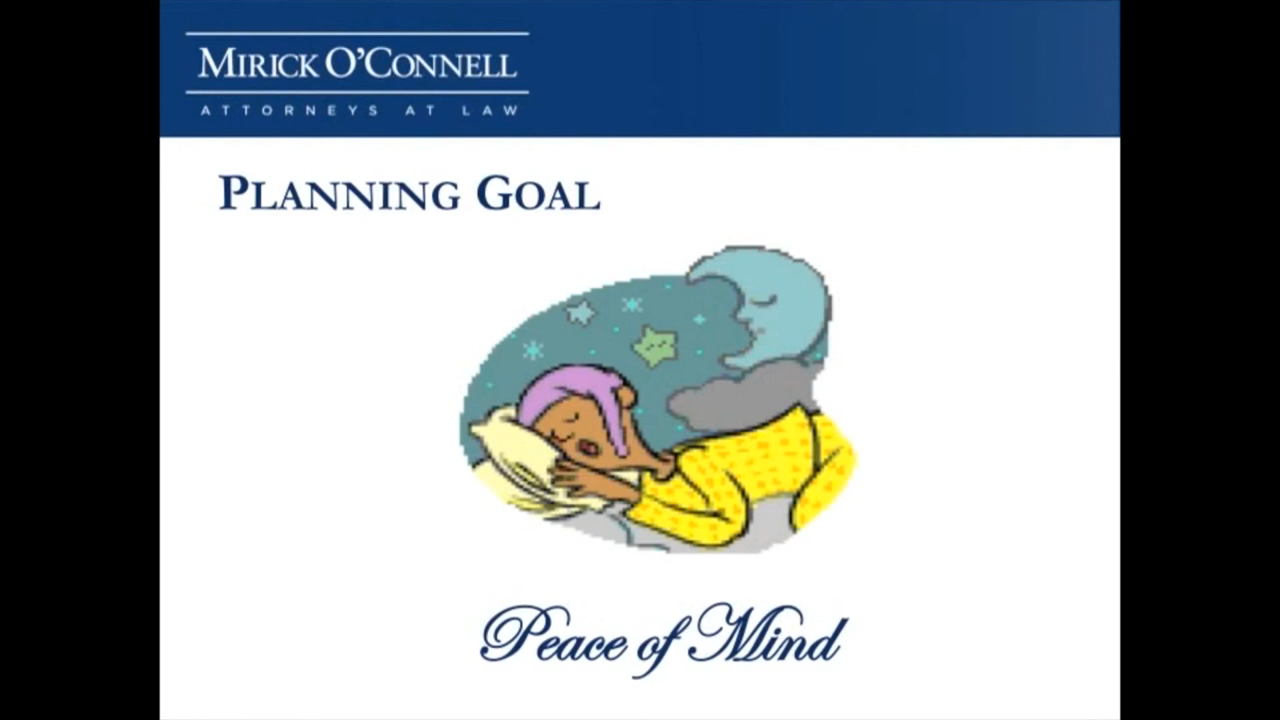 MIRICK O'CONNELL
ATTORNEYS AT LAW
PLANNING GOAL
Peace of Mind